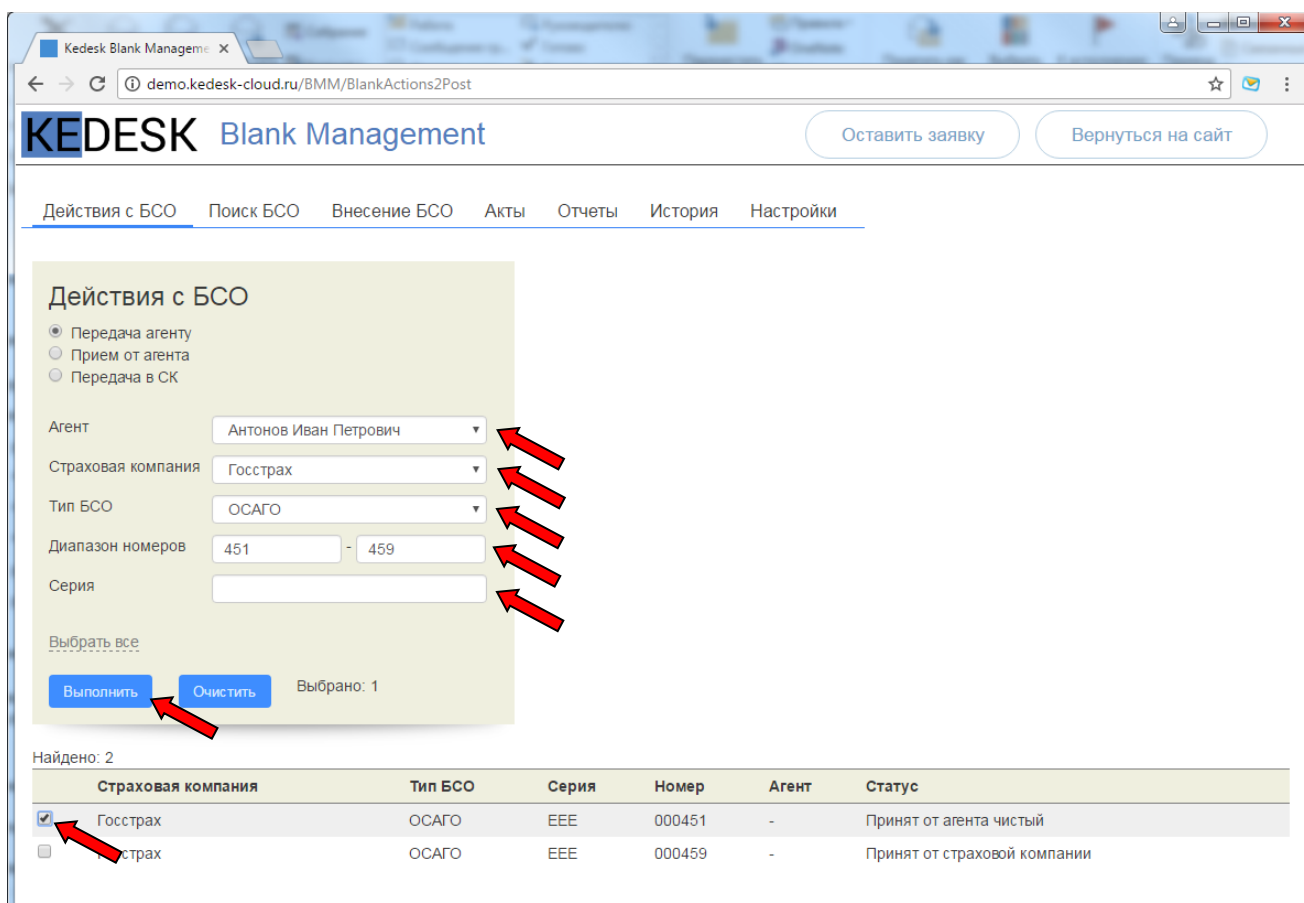 Kedesk Blank Manageme
demo.kedesk-cloud.ru/BMM/BlankActions2Post
KEDESK Blank Management Оставить заявку Вернуться на сайт
Действия с БСО Поиск БСО Внесение БСО Акты Отчеты История Настройки
Действия с БСО
Передача агенту
Прием от агента
Передача в СК
Агент Антонов Иван Петрович
Страховая компания Госстрах
Тип БСО ОСАГО
Диапазон номеров 451 - 459
Серия
Выбрать все
Выполнить Очистить Выбрано: 1
Найдено: 2
Страховая компания Тип БСО Серия Номер Агент Статус
Госстрах ОСАГО ЕЕЕ 000451 - Принят от агента чистый
страх ОСАГО ЕЕЕ 000459 - Принят от страховой компании